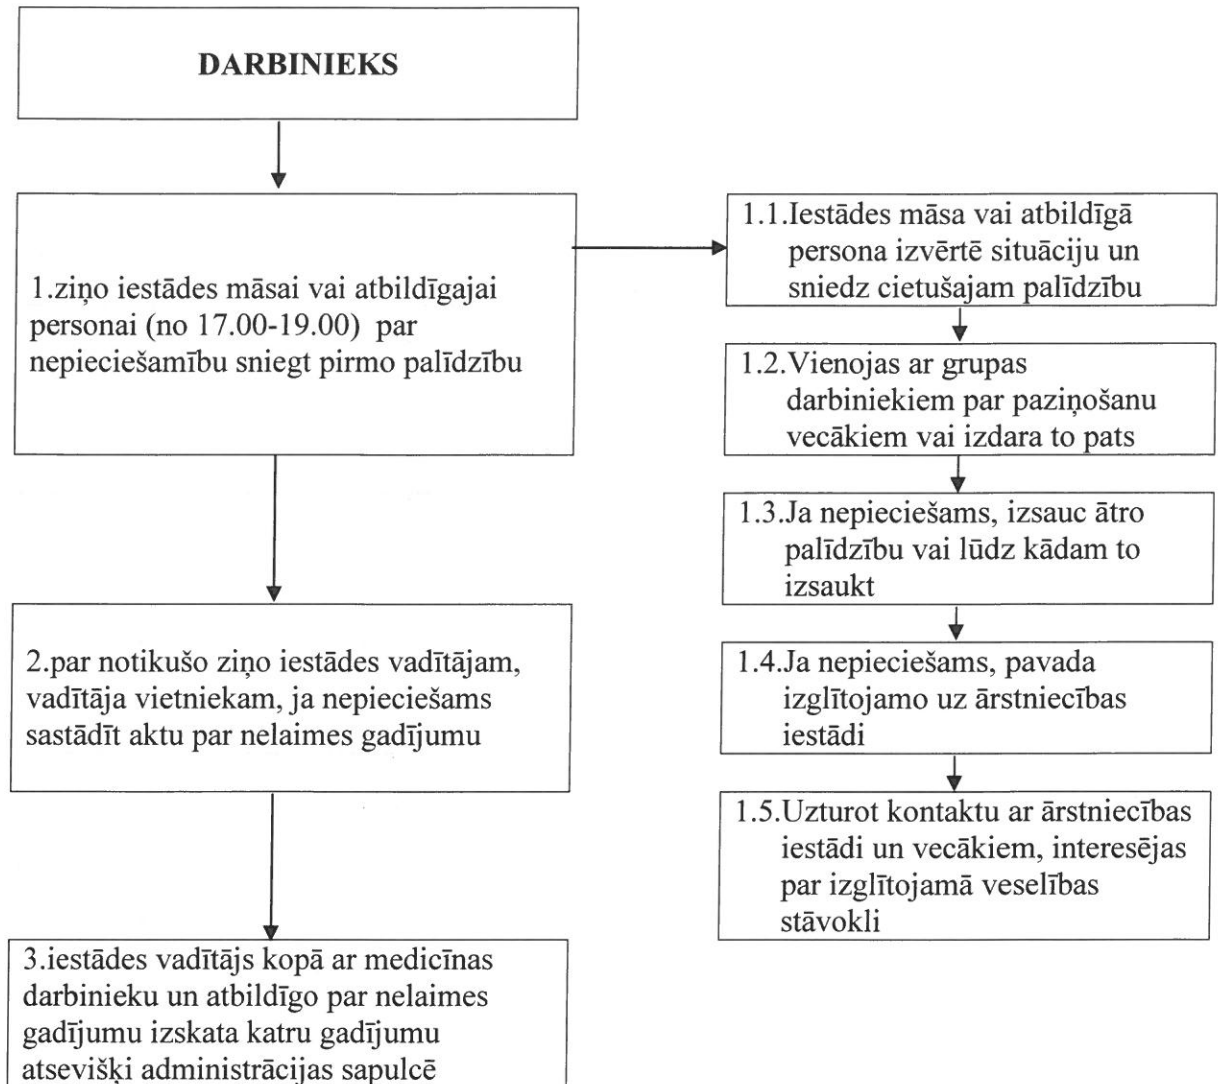 DARBINIEKS
1.ziņo iestādes māsai vai atbildīgajai
personai (no 17.00-19.00) par
nepieciešamību sniegt pirmo palīdzību
1.1.Iestādes māsa vai atbildīgā
persona izvērtē situāciju un
sniedz cietušajam palīdzību
1.2.Vienojas ar grupas
darbiniekiem par paziņošanu
vecākiem vai izdara to pats
1.3.Ja nepieciešams, izsauc ātro
palīdzību vai lūdz kādam to
izsaukt
1.4.Ja nepieciešams, pavada
izglītojamo uz ārstniecības
iestādi
1.5.Uzturot kontaktu ar ārstniecības
iestādi un vecākiem, interesējas
par izglītojamā veselības
stāvokli
2.par notikušo ziņo iestādes vadītājam,
vadītāja vietniekam, ja nepieciešams
sastādīt aktu par nelaimes gadījumu
3.iestādes vadītājs kopā ar medicīnas
darbinieku un atbildīgo par nelaimes
gadījumu izskata katru gadījumu
atsevišķi administrācijas sapulcē